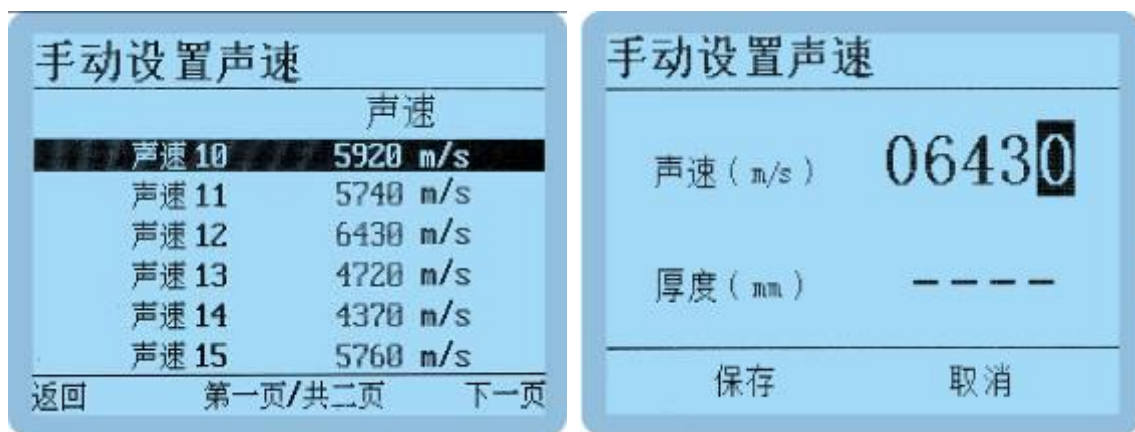 手动设置声速
声速
声速 10 5920 m/s
声速 11 5740 m/s
声速 12 6430 m/s
声速 13 4720 m/s
声速 14 4370 m/s
声速 15 5760 m/s
返回 第一页/共二页 下一页
手动设置声速
声速(m/s) 06430
厚度(mm) ----
保存 取消